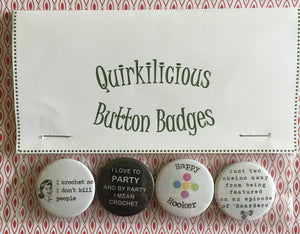 Quirkilicious
Button Badges
I crochet so
I don't kill
people
I LOVE TO
PARTY
AND BY PARTY
I MEAN
CROCHET
Happy
Hooker
Just two
skeins away
from being
featured
on an episode
of 'hoarders'